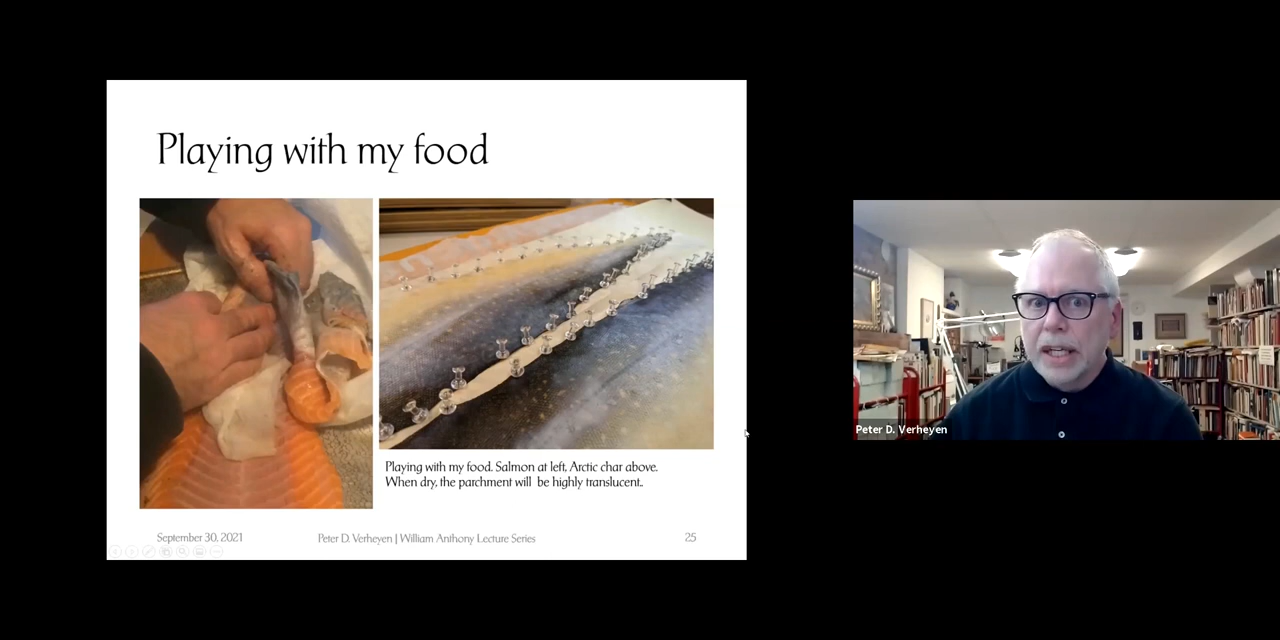 Playing with my food
Playing with my food. Salmon at left, Arctic char above.
When dry, the parchment will be highly translucent..
September 30, 2021
Peter D. Verheyen | William Anthony Lecture Series
25
Peter D. Verheyen